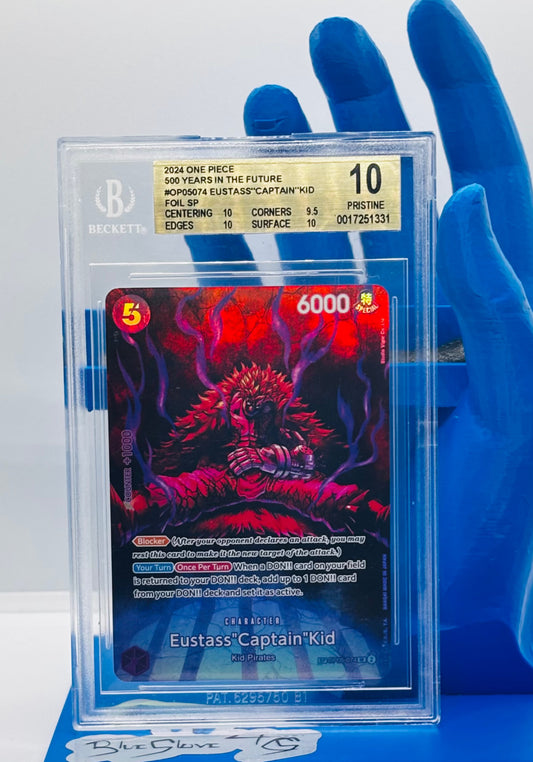 2024 ONE PIECE
500 YEARS IN THE FUTURE
#OP05074 EUSTASS"CAPTAIN"KID
FOIL SP
CENTERING 10 CORNERS 9.5
EDGES 10 SURFACE 10
10
PRISTINE
0017251331
B
BECKETT
5
6000
特
SPECIAL
COUNTER +1000
Blocker (After your opponent declares an attack, you may
rest this card to make it the new target of the attack.)
Your Turn Once Per Turn When a DON!! card on your field
is returned to your DON!! deck, add up to 1 DON!! card
from your DON!! deck and set it as active.
CHARACTER
Eustass"Captain"Kid
Kid Pirates
BlueGlove